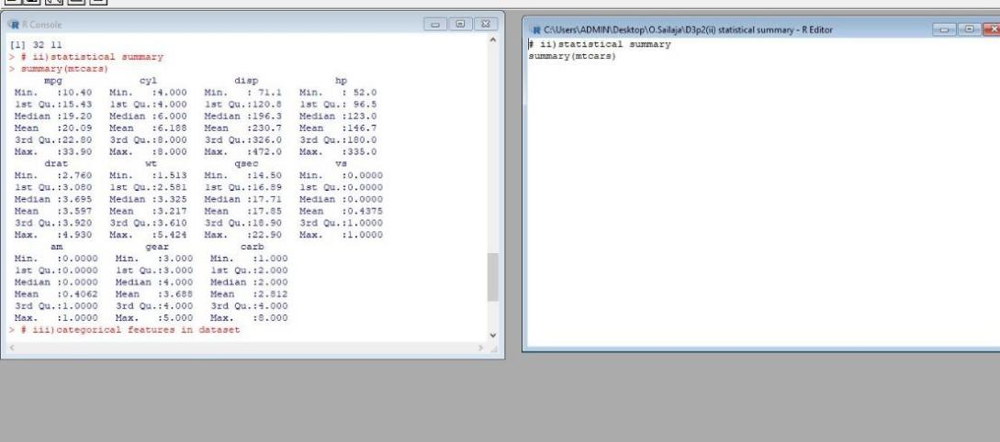 R Console
[1] 32 11
> # ii)statistical summary
> summary(mtcars)
mpg cyl disp hp
Min. :10.40 Min. :4.000 Min. : 71.1 Min. : 52.0
1st Qu.:15.43 1st Qu.:4.000 1st Qu.:120.8 1st Qu.: 96.5
Median :19.20 Median :6.000 Median :196.3 Median :123.0
Mean :20.09 Mean :6.188 Mean :230.7 Mean :146.7
3rd Qu.:22.80 3rd Qu.:8.000 3rd Qu.:326.0 3rd Qu.:180.0
Max. :33.90 Max. :8.000 Max. :472.0 Max. :335.0
drat wt qsec vs
Min. :2.760 Min. :1.513 Min. :14.50 Min. :0.0000
1st Qu.:3.080 1st Qu.:2.581 1st Qu.:16.89 1st Qu.:0.0000
Median :3.695 Median :3.325 Median :17.71 Median :0.0000
Mean :3.597 Mean :3.217 Mean :17.85 Mean :0.4375
3rd Qu.:3.920 3rd Qu.:3.610 3rd Qu.:18.90 3rd Qu.:1.0000
Max. :4.930 Max. :5.424 Max. :22.90 Max. :1.0000
am gear carb
Min. :0.0000 Min. :3.000 Min. :1.000
1st Qu.:0.0000 1st Qu.:3.000 1st Qu.:2.000
Median :0.0000 Median :4.000 Median :2.000
Mean :0.4062 Mean :3.688 Mean :2.812
3rd Qu.:1.0000 3rd Qu.:4.000 3rd Qu.:4.000
Max. :1.0000 Max. :5.000 Max. :8.000
> # iii)categorical features in dataset
C:\Users\ADMIN\Desktop\O.Sailaja\D3p2(ii) statistical summary - R Editor
# ii)statistical summary
summary(mtcars)